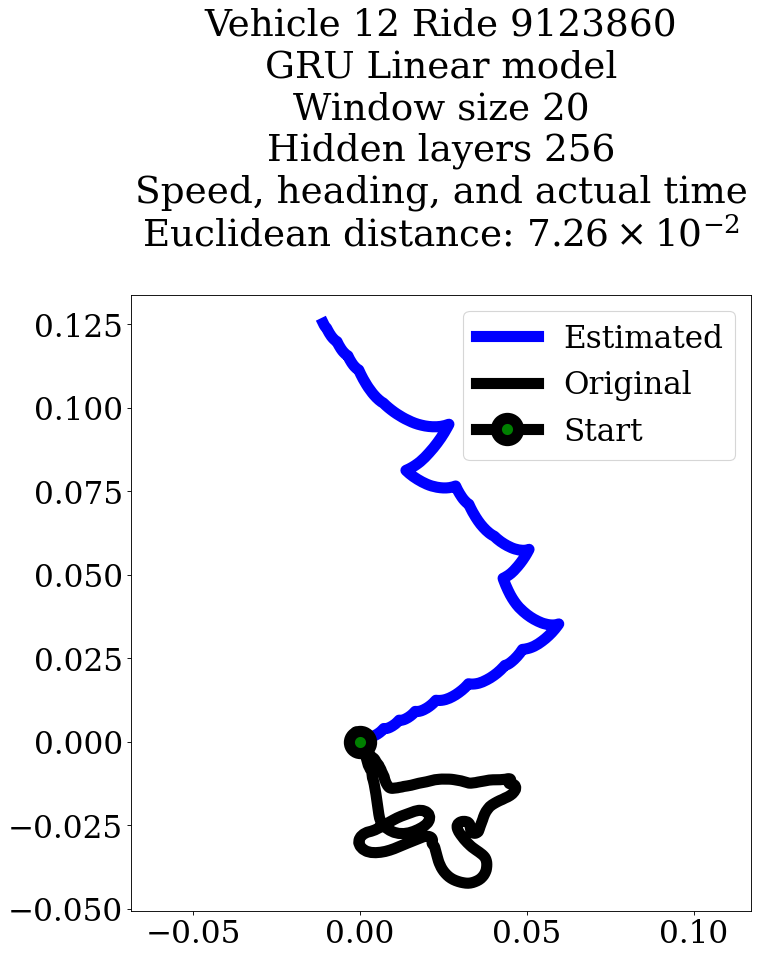 Vehicle 12 Ride 9123860
GRU Linear model
Window size 20
Hidden layers 256
Speed, heading, and actual time
Euclidean distance: 7.26 × 10⁻²
Estimated
Original
Start
0.125
0.100
0.075
0.050
0.025
0.000
−0.025
−0.050
−0.05 0.00 0.05 0.10